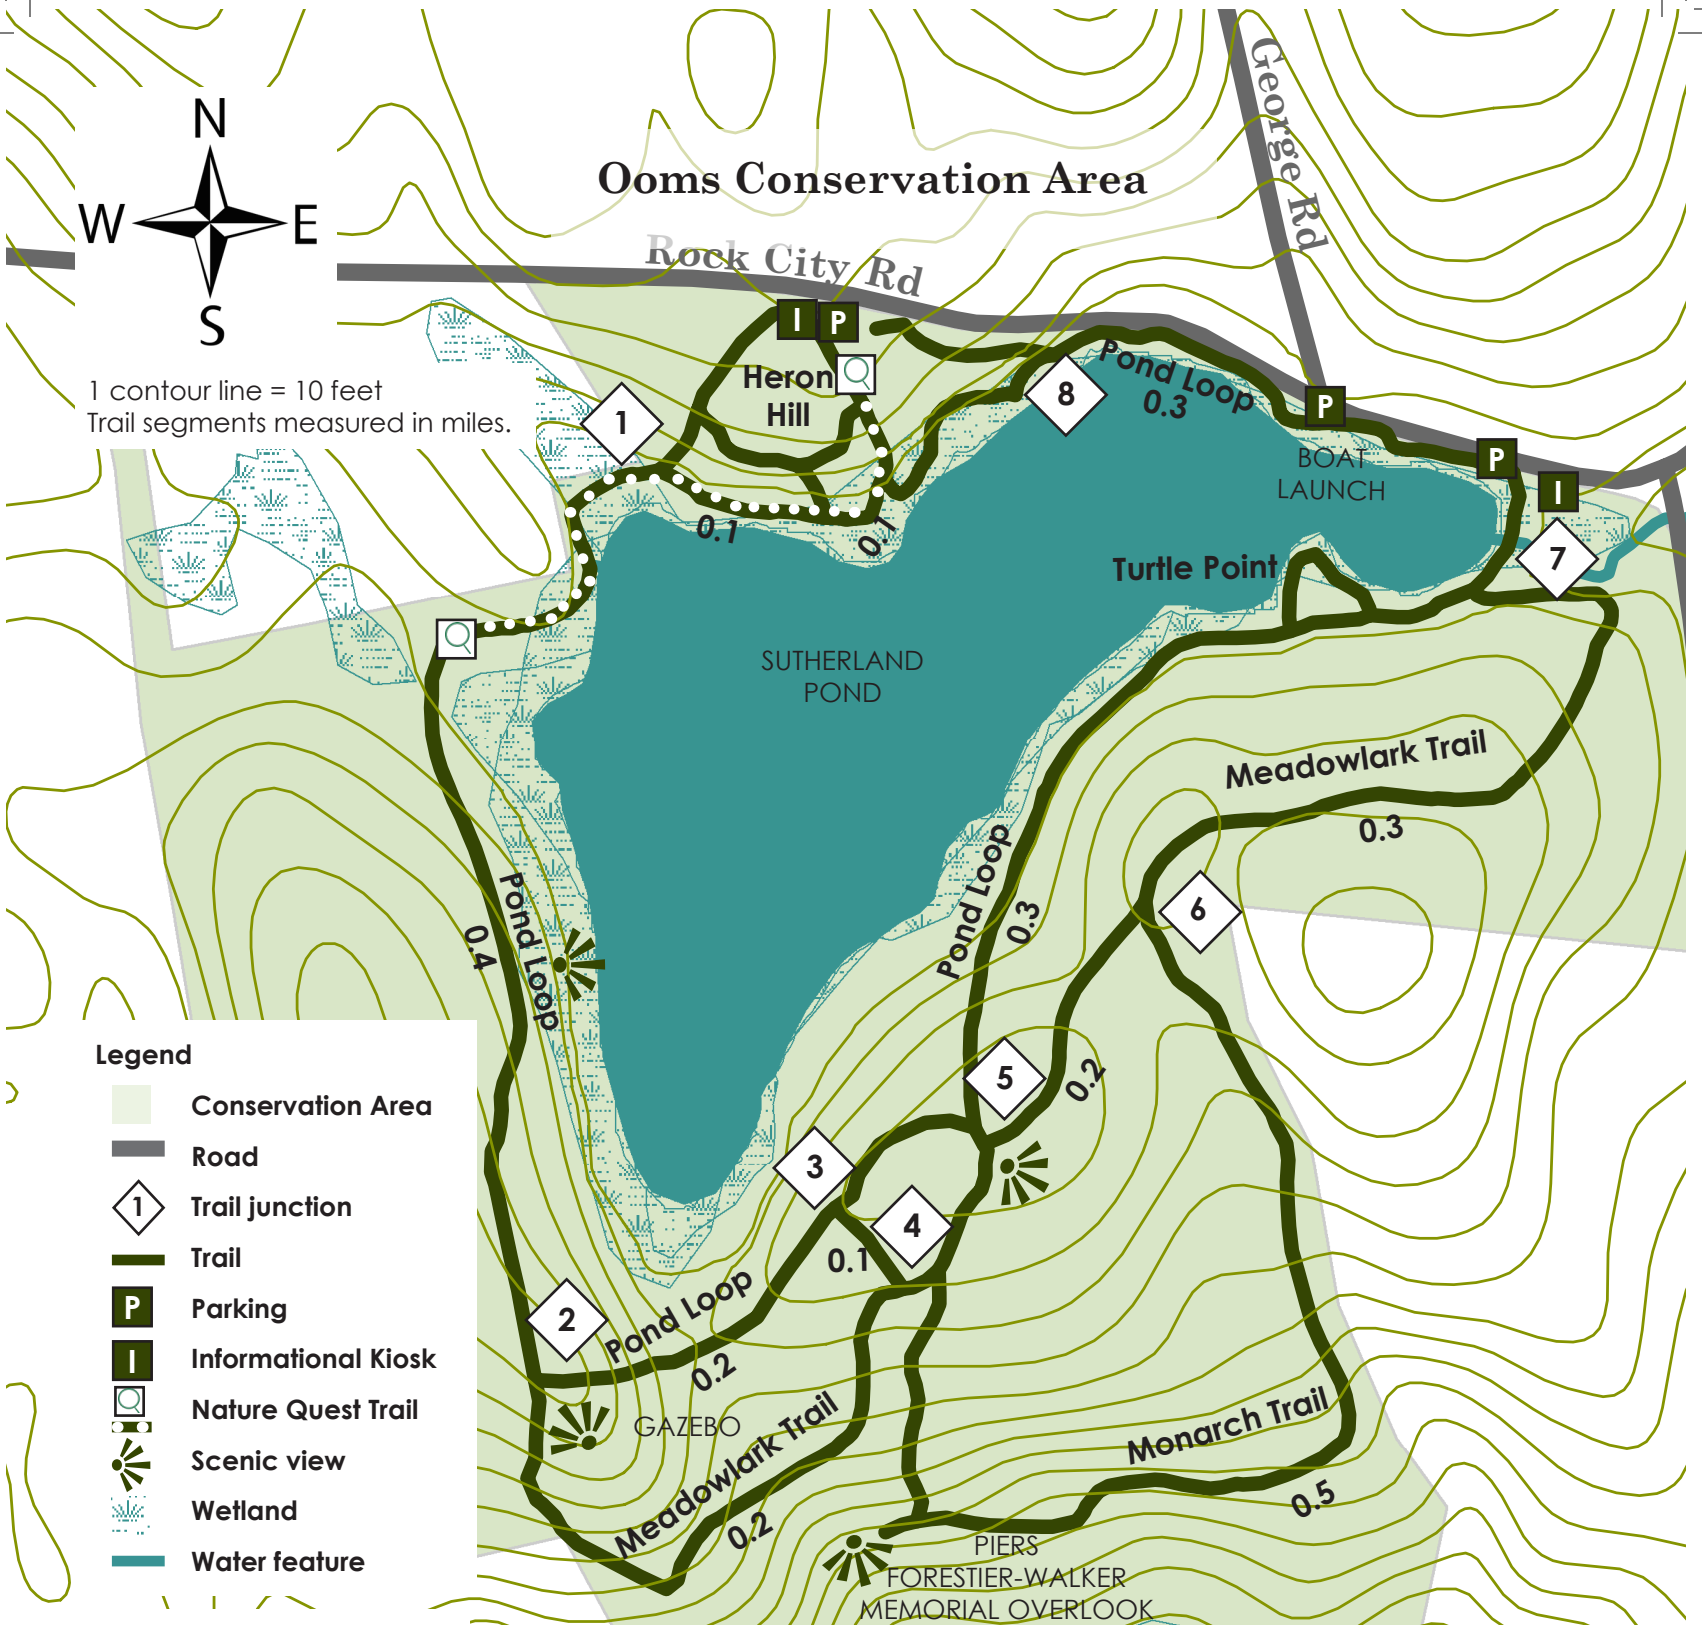 N
W E
S
1 contour line = 10 feet
Trail segments measured in miles.
Ooms Conservation Area
Rock City Rd
George Rd
I P
Heron
Hill
1
8
Pond Loop
0.3
P
P
I
BOAT
LAUNCH
0.1
0.1
Turtle Point
7
SUTHERLAND
POND
Meadowlark Trail
0.3
Pond Loop
0.4
Pond Loop
0.3
6
5
0.2
3
4
0.1
2
Pond Loop
0.2
GAZEBO
Meadowlark Trail
0.2
Monarch Trail
0.5
PIERS
FORESTIER-WALKER
MEMORIAL OVERLOOK
Legend
Conservation Area
Road
1 Trail junction
Trail
P Parking
I Informational Kiosk
Nature Quest Trail
Scenic view
Wetland
Water feature